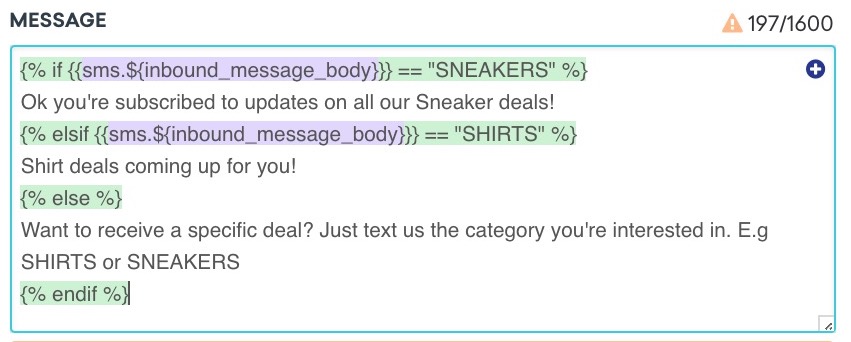 MESSAGE
197/1600
{% if {{sms.${inbound_message_body}}} == "SNEAKERS" %}
Ok you're subscribed to updates on all our Sneaker deals!
{% elsif {{sms.${inbound_message_body}}} == "SHIRTS" %}
Shirt deals coming up for you!
{% else %}
Want to receive a specific deal? Just text us the category you're interested in. E.g
SHIRTS or SNEAKERS
{% endif %}